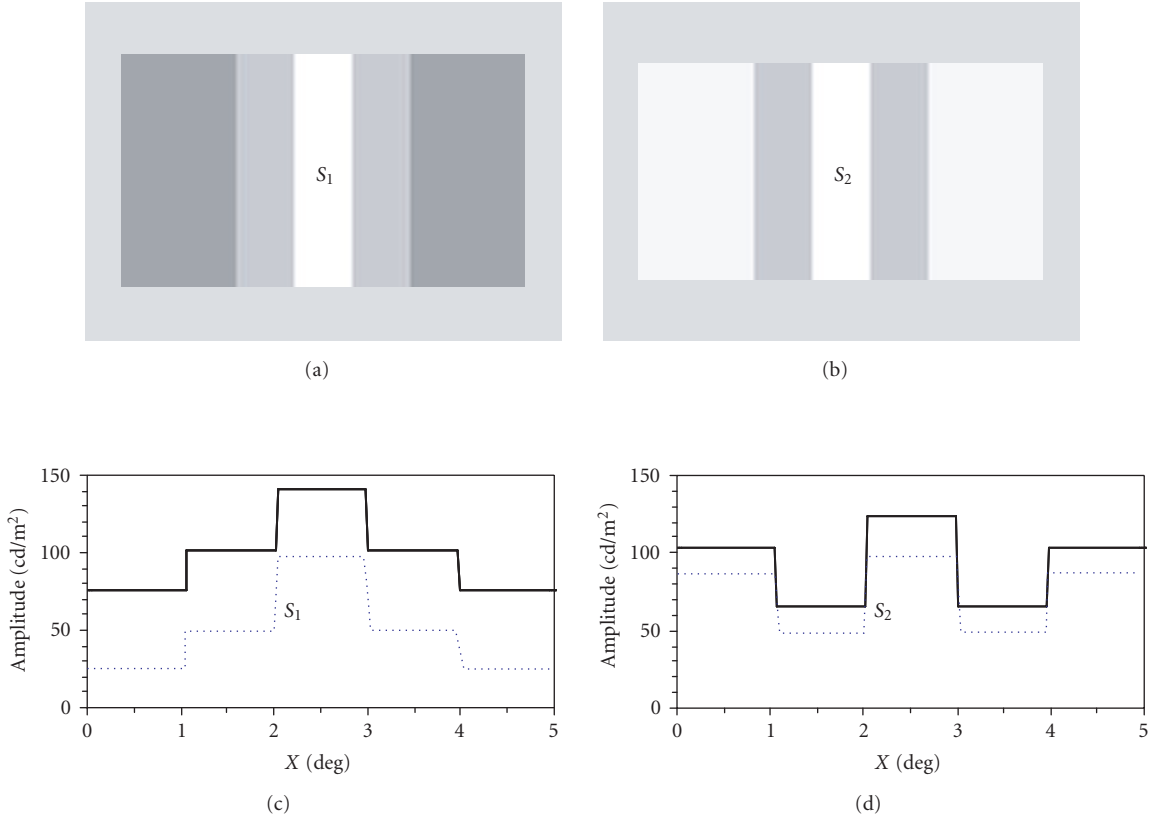 S1
S2
(a)
(b)
150
100
50
0
Amplitude (cd/m2)
S1
0 1 2 3 4 5
X (deg)
(c)
150
100
50
0
Amplitude (cd/m2)
S2
0 1 2 3 4 5
X (deg)
(d)